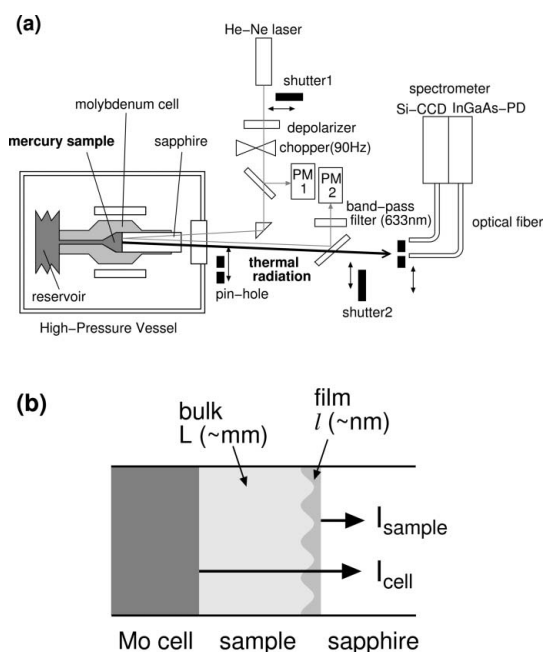 (a)
He−Ne laser
shutter1
spectrometer
Si−CCD InGaAs−PD
molybdenum cell
mercury sample
sapphire
depolarizer
chopper(90Hz)
PM
1
PM
2
band−pass
filter (633nm)
optical fiber
thermal
radiation
reservoir
pin−hole
shutter2
High−Pressure Vessel
(b)
bulk
L (~mm)
film
l (~nm)
Isample
Icell
Mo cell
sample
sapphire